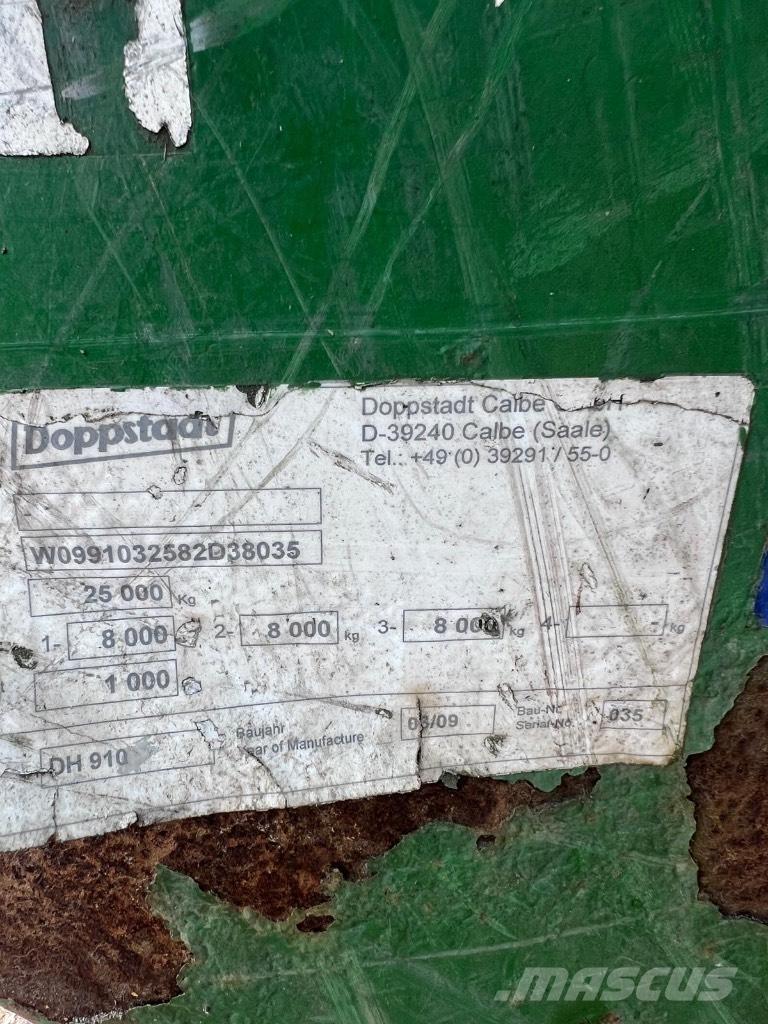 Doppstadt
Doppstadt Calbe
D-39240 Calbe (Saale)
Tel.: +49 (0) 39291 / 55-0
W0991032582D38035
25 000 Kg
1- 8 000 2- 8 000 kg 3- 8 000 kg 4- - kg
1 000
DH 910
Baujahr
Year of Manufacture
03/09
Bau-Nr.
Serial-No.
035
MASCUS